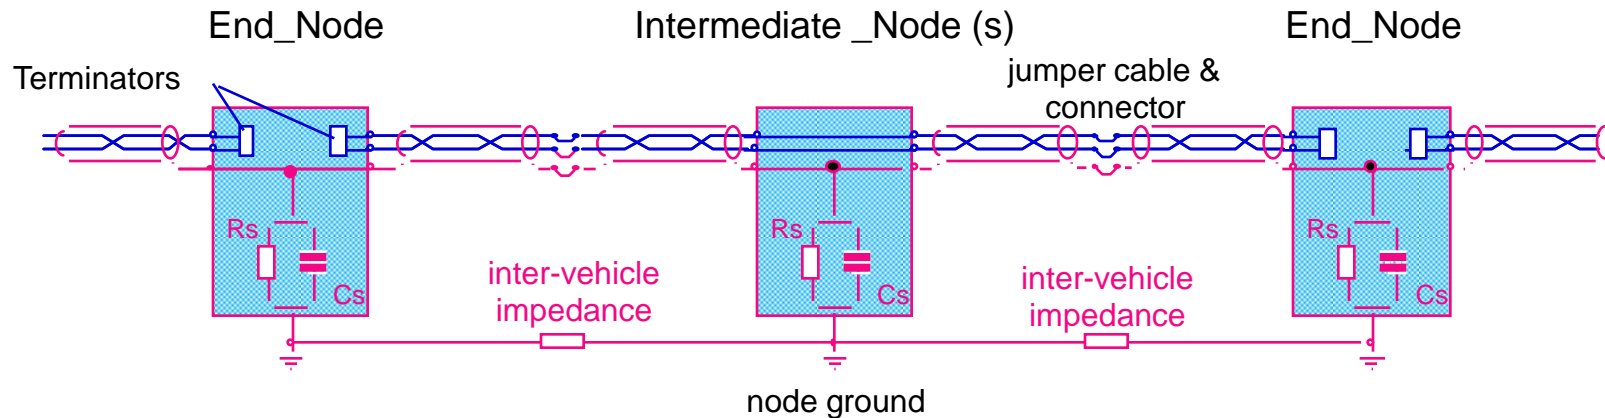 End_Node
Intermediate _Node (s)
End_Node
Terminators
jumper cable &
connector
Rs
Cs
inter-vehicle
impedance
Rs
Cs
inter-vehicle
impedance
Rs
Cs
node ground